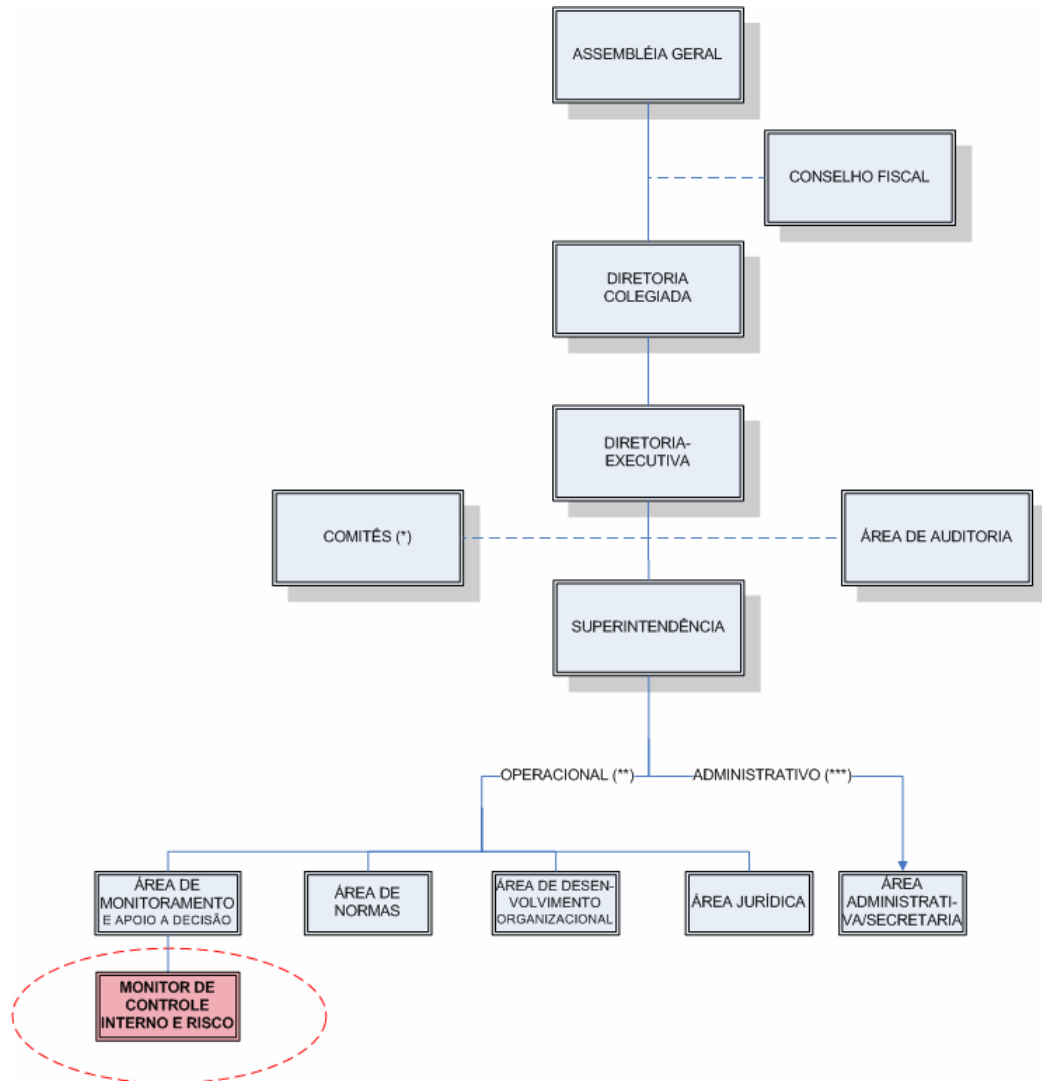 ASSEMBLÉIA GERAL
CONSELHO FISCAL
DIRETORIA
COLEGIADA
DIRETORIA-
EXECUTIVA
COMITÊS (*)
ÁREA DE AUDITORIA
SUPERINTENDÊNCIA
OPERACIONAL (**)
ADMINISTRATIVO (***)
ÁREA DE
MONITORAMENTO
E APOIO A DECISÃO
ÁREA DE
NORMAS
ÁREA DE DESEN-
VOLVIMENTO
ORGANIZACIONAL
ÁREA JURÍDICA
ÁREA
ADMINISTRATI-
VA/SECRETARIA
MONITOR DE
CONTROLE
INTERNO E RISCO